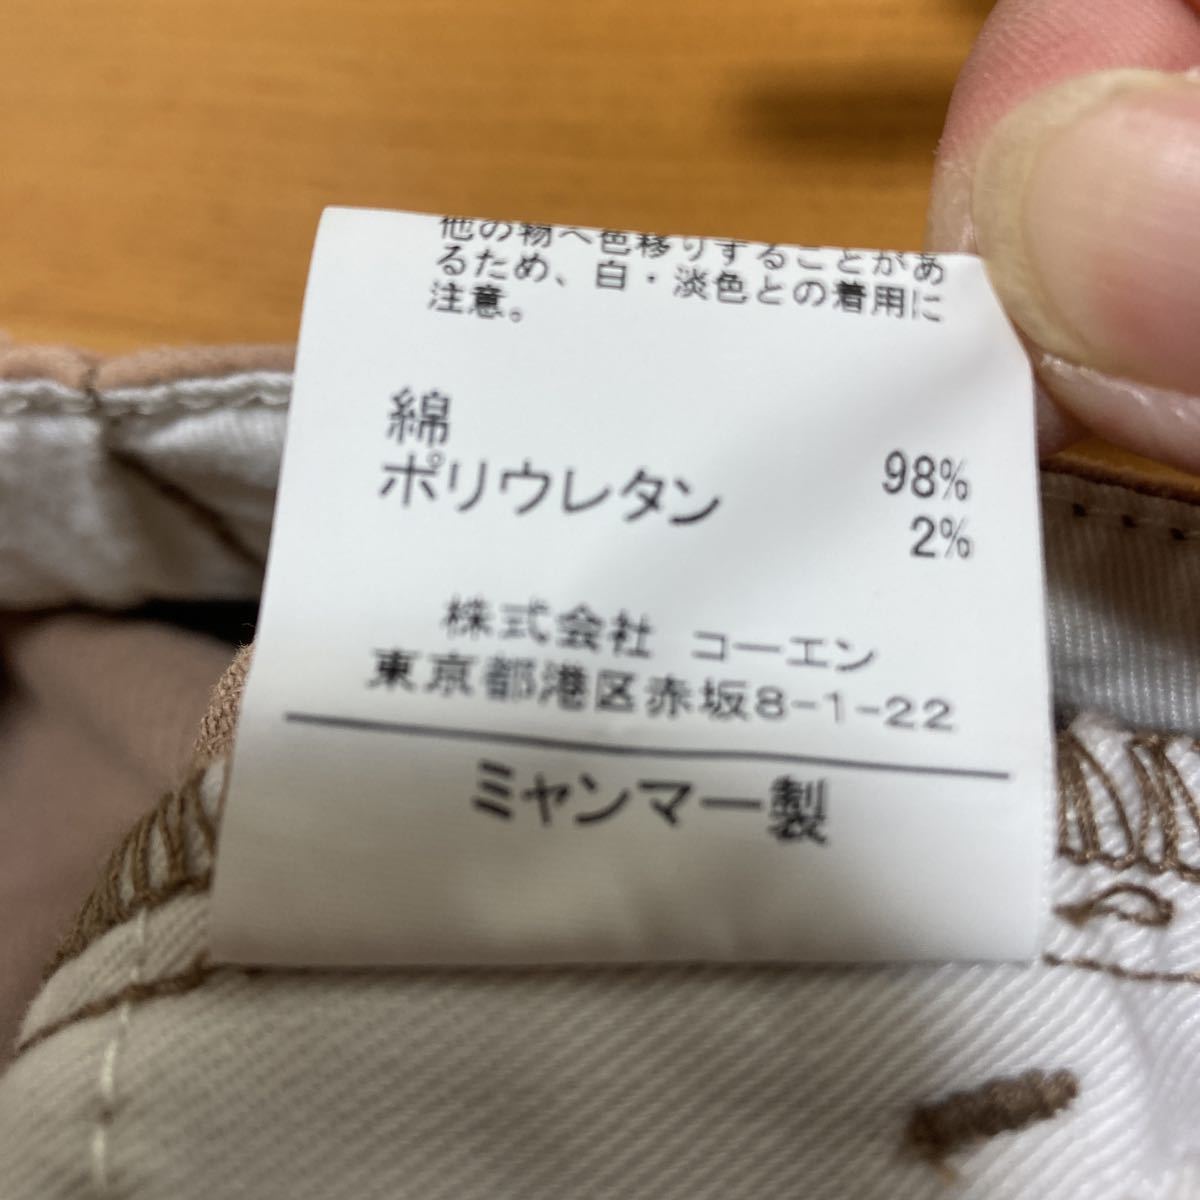 他の物へ色移りすることがあ
るため、白・淡色との着用に
注意。
綿 98%
ポリウレタン 2%
株式会社 コーエン
東京都港区赤坂8-1-22
ミャンマー製